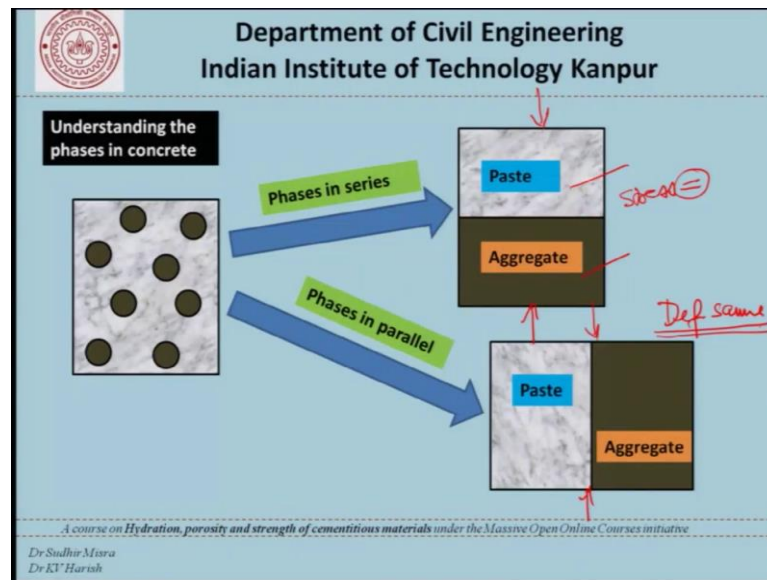 Department of Civil Engineering
Indian Institute of Technology Kanpur
Understanding the
phases in concrete
Phases in series
Paste
stress =
Aggregate
Def same
Phases in parallel
Paste
Aggregate
A course on Hydration, porosity and strength of cementitious materials under the Massive Open Online Courses initiative
Dr Sudhir Misra
Dr KV Harish